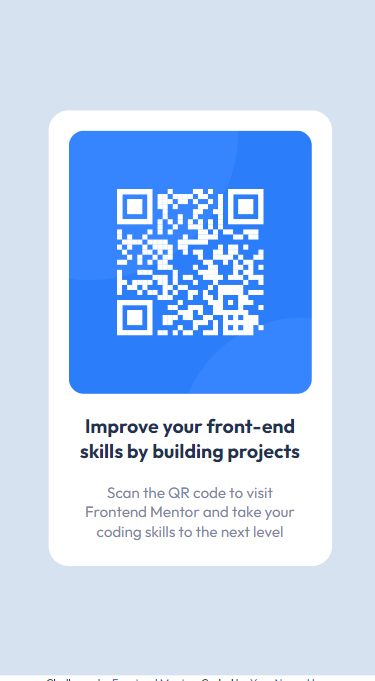 Improve your front-end
skills by building projects
Scan the QR code to visit
Frontend Mentor and take your
coding skills to the next level